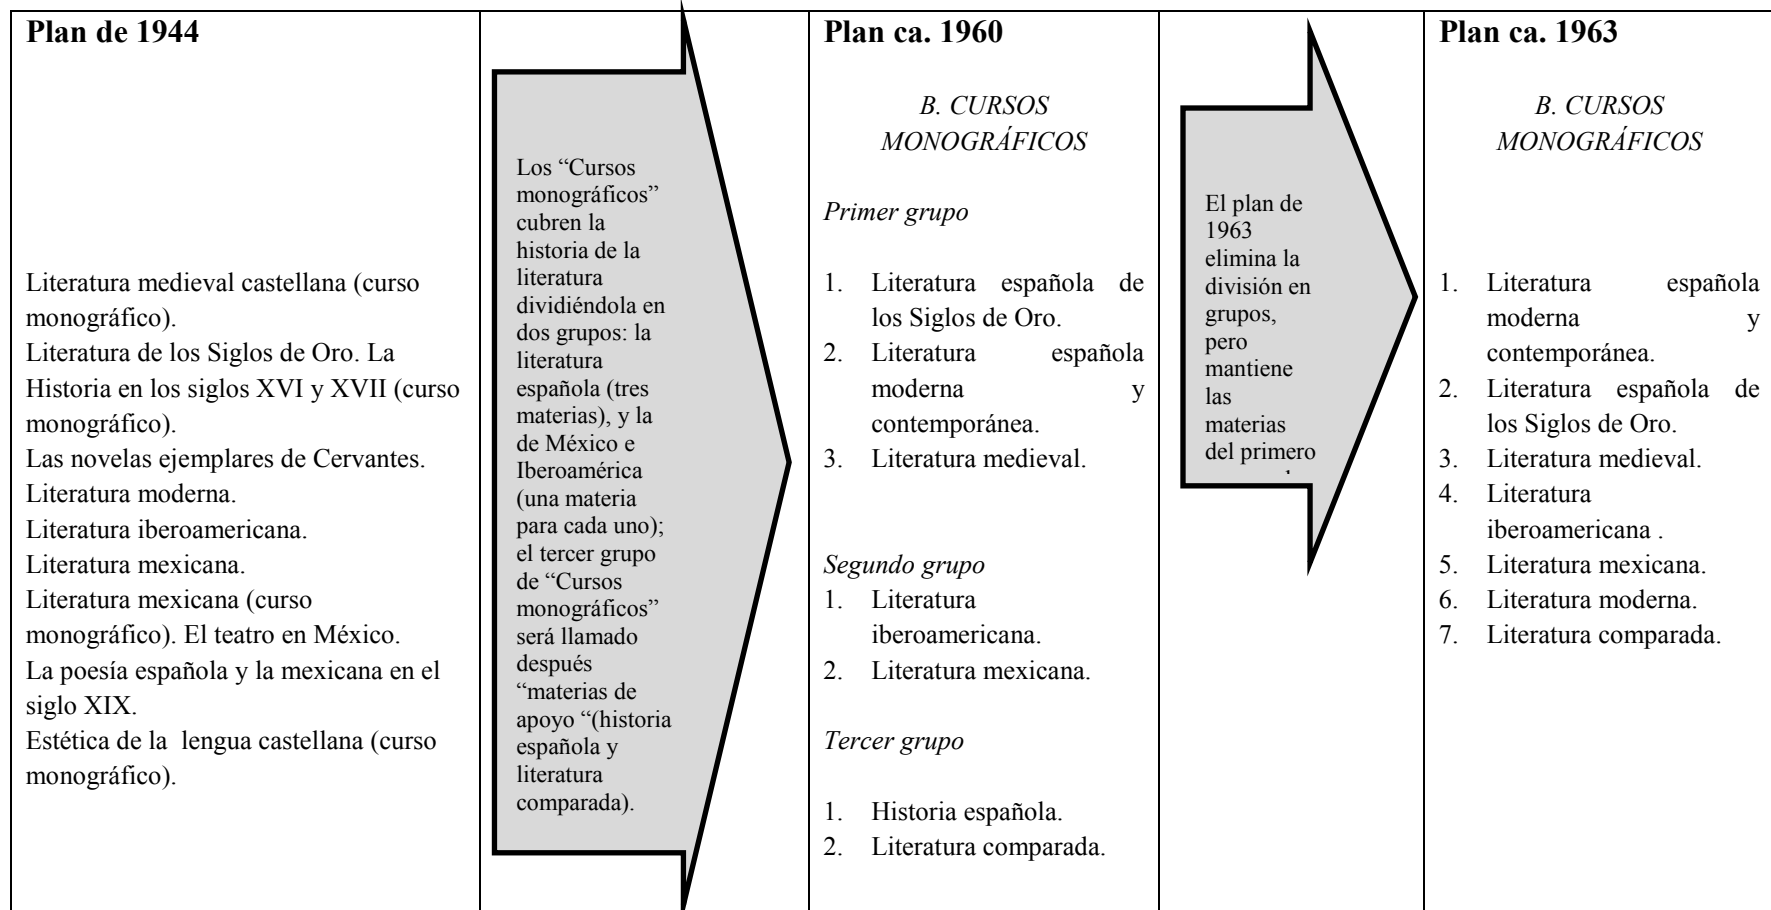 Plan de 1944
Literatura medieval castellana (curso
monográfico).
Literatura de los Siglos de Oro. La
Historia en los siglos XVI y XVII (curso
monográfico).
Las novelas ejemplares de Cervantes.
Literatura moderna.
Literatura iberoamericana.
Literatura mexicana.
Literatura mexicana (curso
monográfico). El teatro en México.
La poesía española y la mexicana en el
siglo XIX.
Estética de la  lengua castellana (curso
monográfico).
Los “Cursos
monográficos”
cubren la
historia de la
literatura
dividiéndola en
dos grupos: la
literatura
española (tres
materias), y la
de México e
Iberoamérica
(una materia
para cada uno);
el tercer grupo
de “Cursos
monográficos”
será llamado
después
“materias de
apoyo “(historia
española y
literatura
comparada).
Plan ca. 1960
B. CURSOS
MONOGRÁFICOS
Primer grupo
1. Literatura española de
los Siglos de Oro.
2. Literatura española
moderna y
contemporánea.
3. Literatura medieval.
Segundo grupo
1. Literatura
iberoamericana.
2. Literatura mexicana.
Tercer grupo
1. Historia española.
2. Literatura comparada.
El plan de
1963
elimina la
división en
grupos,
pero
mantiene
las
materias
del primero
Plan ca. 1963
B. CURSOS
MONOGRÁFICOS
1. Literatura española
moderna y
contemporánea.
2. Literatura española de
los Siglos de Oro.
3. Literatura medieval.
4. Literatura
iberoamericana .
5. Literatura mexicana.
6. Literatura moderna.
7. Literatura comparada.